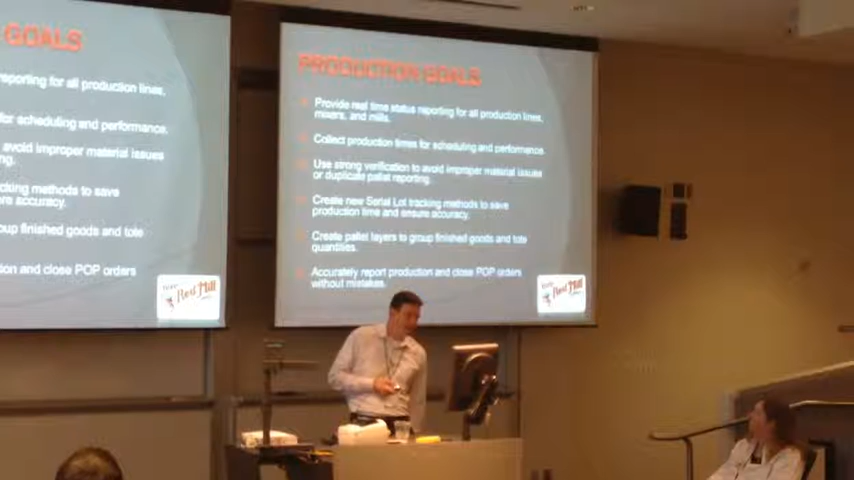 GOALS
reporting for all production lines,
for scheduling and performance.
avoid improper material issues
ng.
cking methods to save
re accuracy.
oup finished goods and tote
tion and close POP orders
Red Mill
PRODUCTION GOALS
Provide real time status reporting for all production lines,
mixers, and mills.
Collect production times for scheduling and performance.
Use strong verification to avoid improper material issues
or duplicate pallet reporting.
Create new Serial Lot tracking methods to save
production time and ensure accuracy.
Create pallet layers to group finished goods and tote
quantities.
Accurately report production and close POP orders
without mistakes.
Red Mill